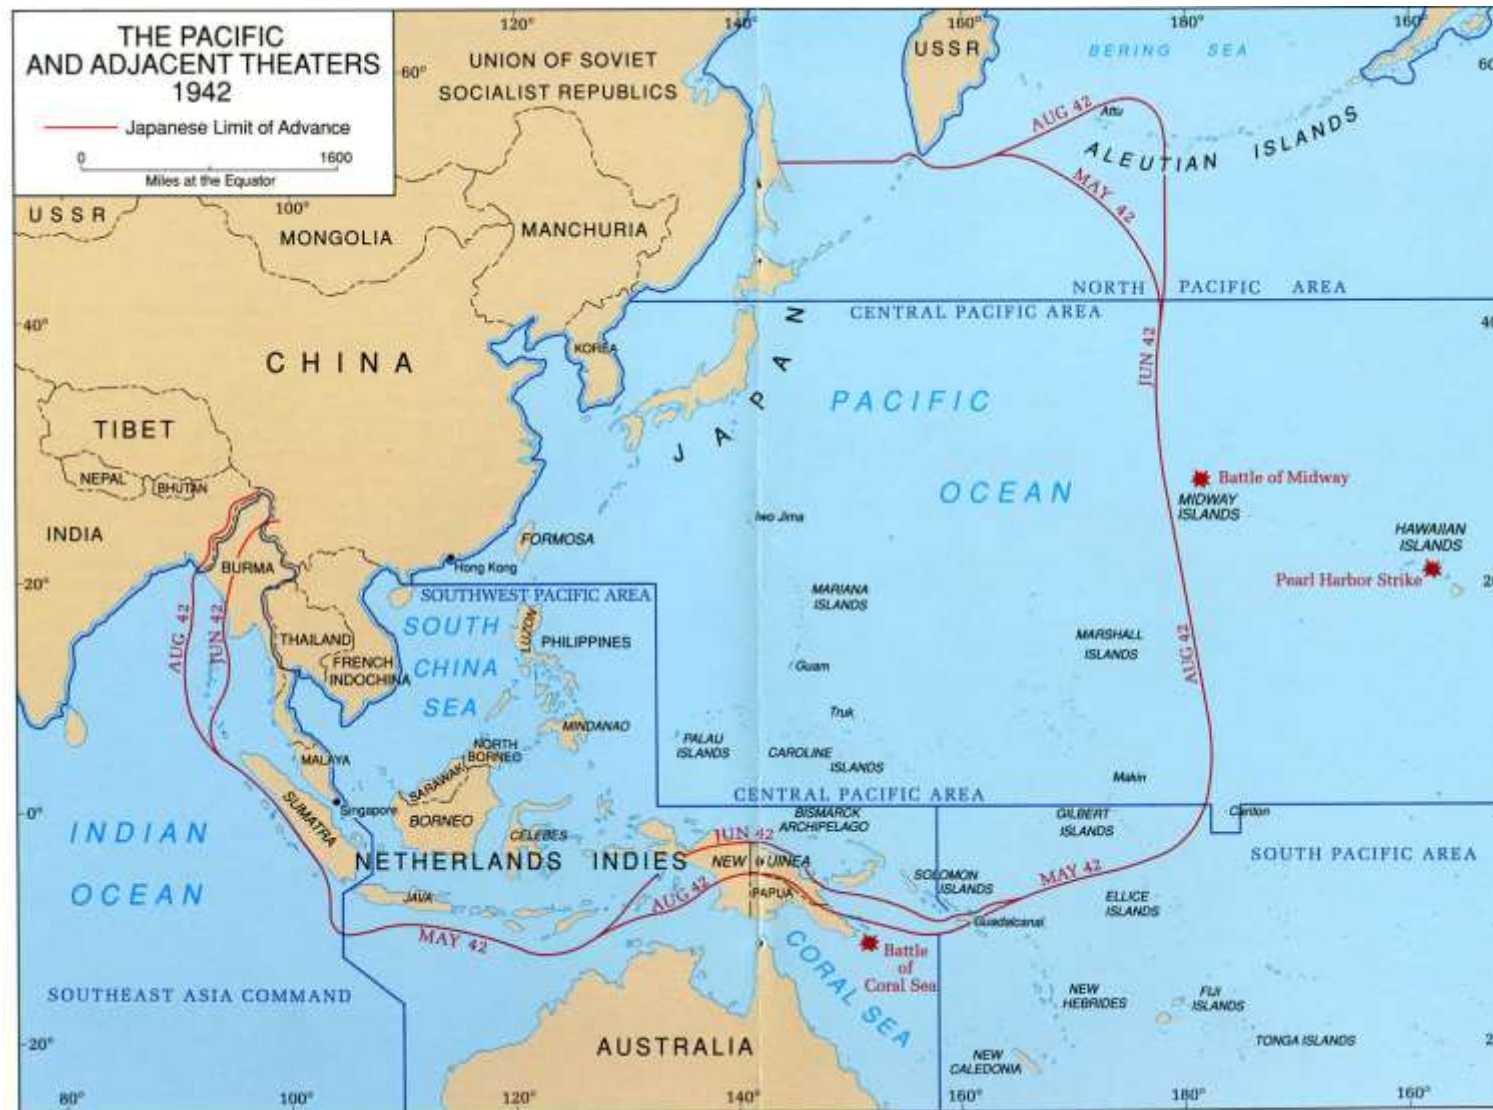 THE PACIFIC
AND ADJACENT THEATERS
1942
Japanese Limit of Advance
0 1600
Miles at the Equator
120°
140°
160°
180°
160°
60°
UNION OF SOVIET
SOCIALIST REPUBLICS
USSR
BERING SEA
60
AUG 42
Attu
ALEUTIAN ISLANDS
MAY 42
USSR
100°
MONGOLIA
MANCHURIA
NORTH PACIFIC AREA
CENTRAL PACIFIC AREA
40°
40
CHINA
KOREA
JAPAN
JUN 42
PACIFIC
OCEAN
TIBET
NEPAL
BHUTAN
INDIA
BURMA
Battle of Midway
MIDWAY
ISLANDS
Iwo Jima
HAWAIIAN
ISLANDS
Pearl Harbor Strike
FORMOSA
Hong Kong
20°
2
SOUTHWEST PACIFIC AREA
MARIANA
ISLANDS
AUG 42
JUN 42
THAILAND
FRENCH
INDOCHINA
SOUTH
CHINA
SEA
LUZON
PHILIPPINES
MARSHALL
ISLANDS
AUG 42
Guam
Truk
MINDANAO
PALAU
ISLANDS
CAROLINE
ISLANDS
NORTH
BORNEO
MALAYA
SARAWAK
Makin
CENTRAL PACIFIC AREA
Singapore
SUMATRA
BORNEO
CELEBES
BISMARCK
ARCHIPELAGO
GILBERT
ISLANDS
Canton
0°
INDIAN
OCEAN
NETHERLANDS INDIES
JUN 42
NEW UINEA
SOUTH PACIFIC AREA
SOLOMON
ISLANDS
MAY 42
JAVA
AUG 42
PAPUA
ELLICE
ISLANDS
Guadalcanal
MAY 42
CORAL SEA
Battle
of
Coral Sea
SOUTHEAST ASIA COMMAND
NEW
HEBRIDES
FIJI
ISLANDS
20°
2
AUSTRALIA
TONGA ISLANDS
NEW
CALEDONIA
80°
100°
120°
140°
160°
180°
160°